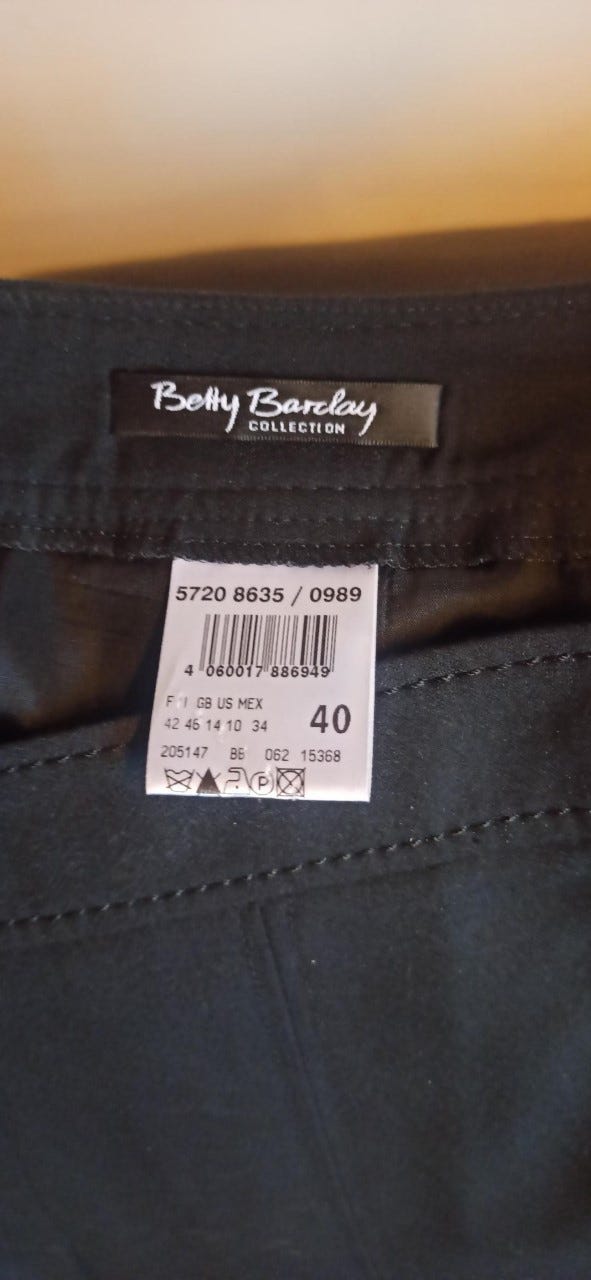 Betty Barclay
COLLECTION
5720 8635 / 0989
4 060017 886949
F I GB US MEX
42 46 14 10 34 40
205147 BB 062 15368
P